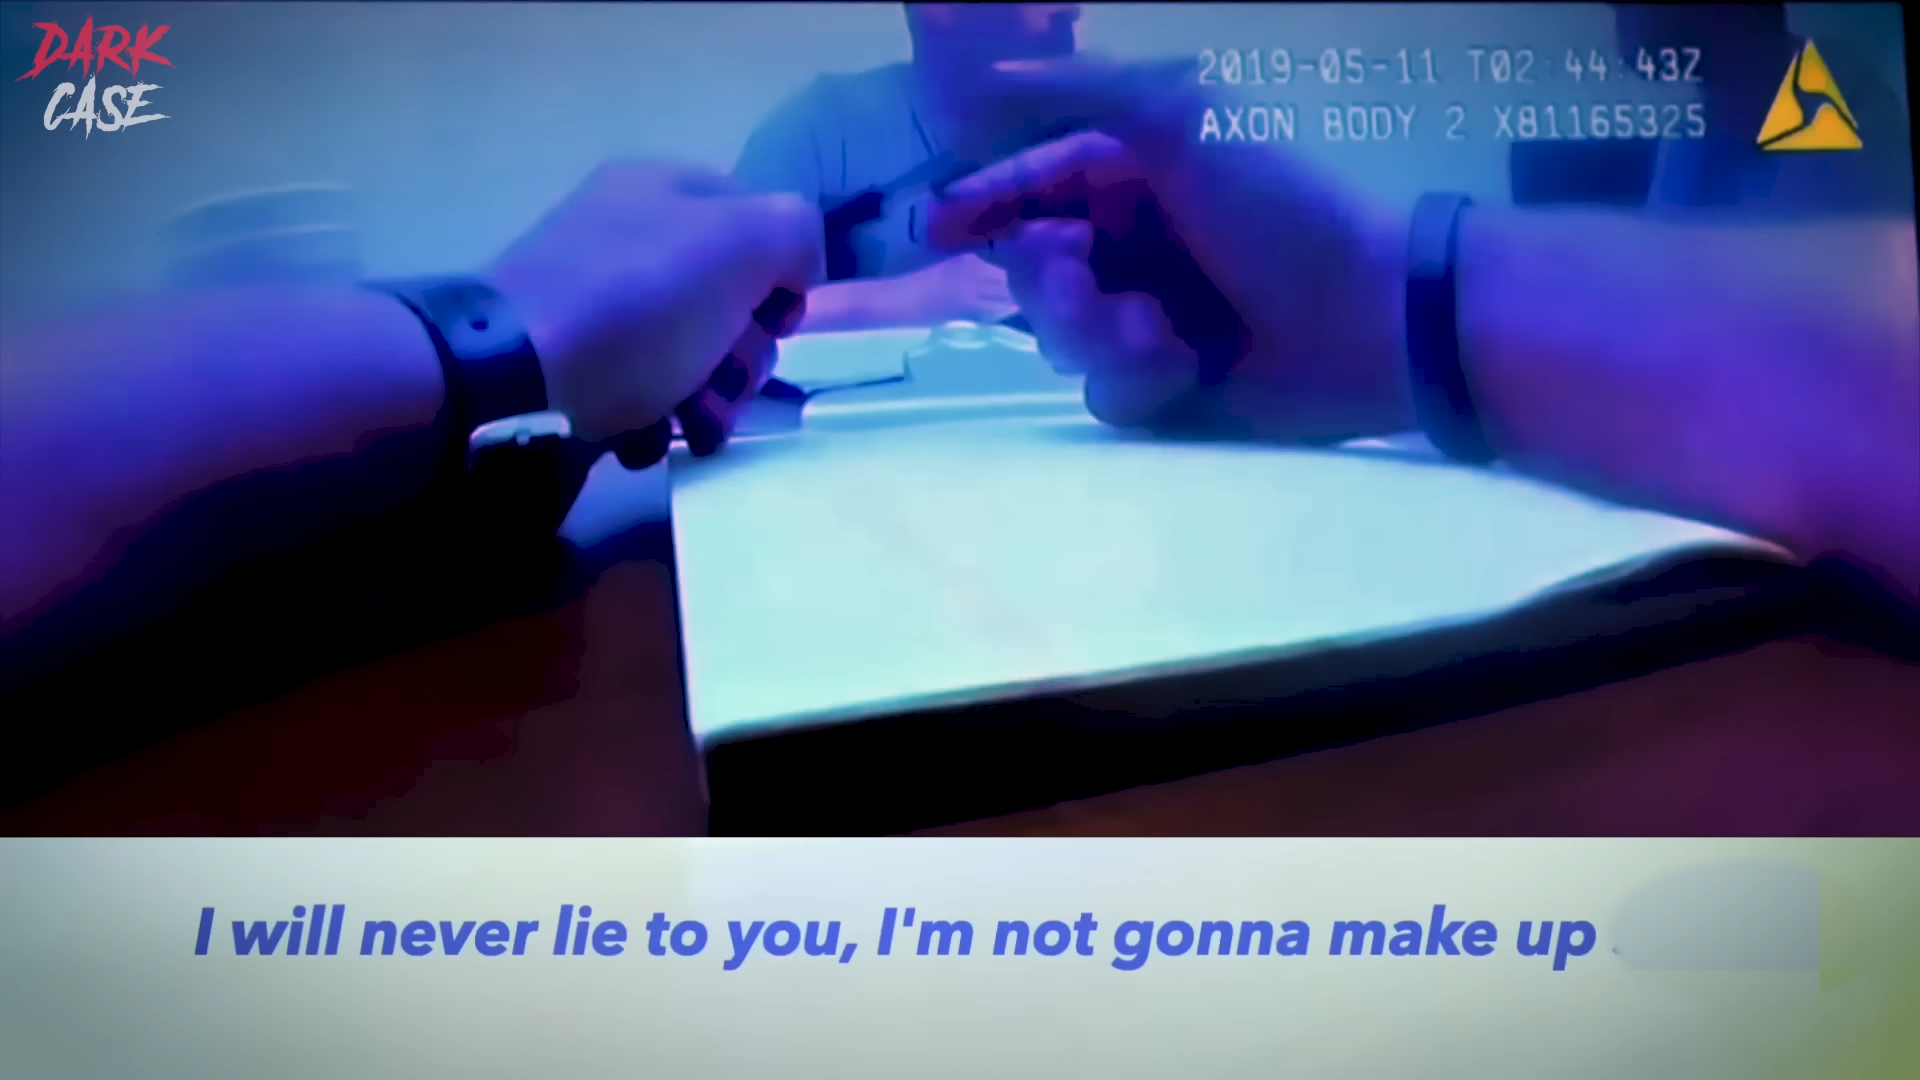 DARK
CASE
2019-05-11 T02:44:43Z
AXON BODY 2 X81165325
I will never lie to you, I'm not gonna make up